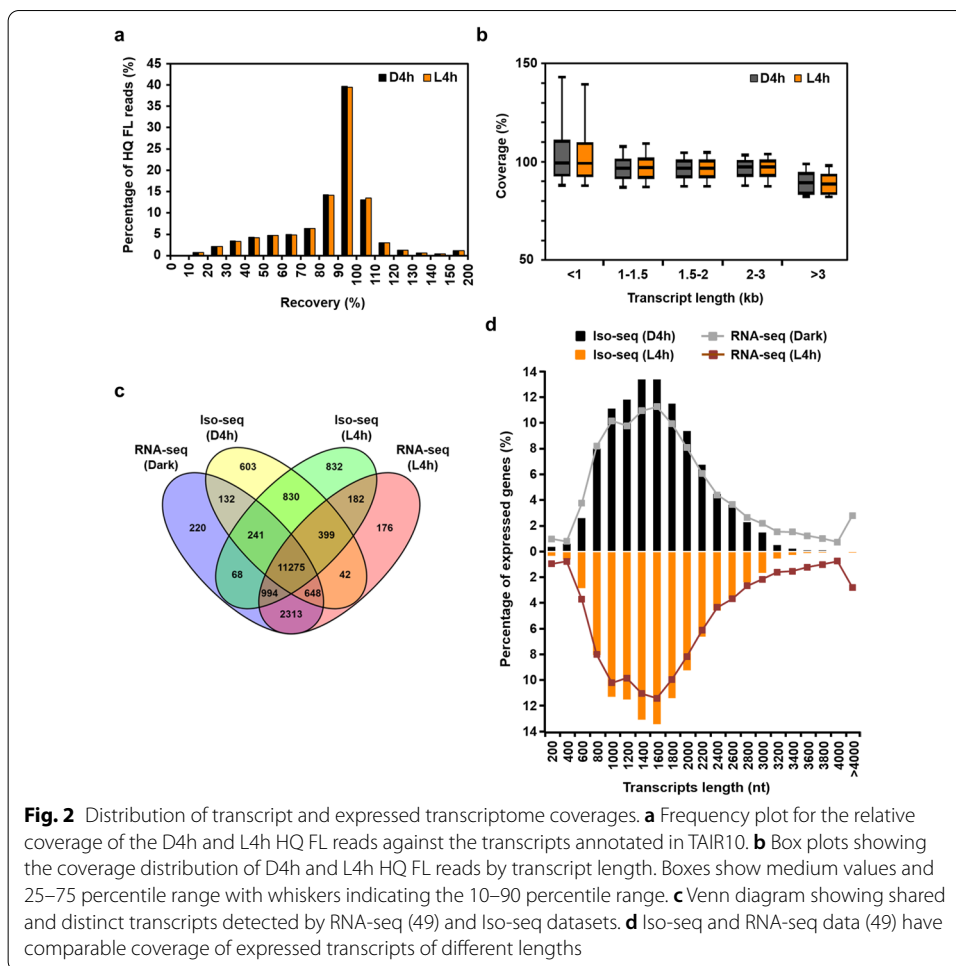 a
Percentage of HQ FL reads (%)
45
40
35
30
25
20
15
10
5
0
D4h L4h
0 10 20 30 40 50 60 70 80 90 100 110 120 130 140 150 200
Recovery (%)
b
Coverage (%)
150
100
50
D4h L4h
<1 1-1.5 1.5-2 2-3 >3
Transcript length (kb)
c
RNA-seq (Dark)
Iso-seq (D4h)
Iso-seq (L4h)
RNA-seq (L4h)
603 832
132 830 182
220 241 399 176
68 11275 42
994 648
2313
d
Iso-seq (D4h) RNA-seq (Dark)
Iso-seq (L4h) RNA-seq (L4h)
Percentage of expressed genes (%)
14
12
10
8
6
4
2
0
2
4
6
8
10
12
14
200 400 600 800 1000 11200 1400 1600 1800 2000 2200 2400 2600 2800 3000 3200 3400 3600 3800 4000 >4000
Transcripts length (nt)
Fig. 2 Distribution of transcript and expressed transcriptome coverages. a Frequency plot for the relative
coverage of the D4h and L4h HQ FL reads against the transcripts annotated in TAIR10. b Box plots showing
the coverage distribution of D4h and L4h HQ FL reads by transcript length. Boxes show medium values and
25–75 percentile range with whiskers indicating the 10–90 percentile range. c Venn diagram showing shared
and distinct transcripts detected by RNA-seq (49) and Iso-seq datasets. d Iso-seq and RNA-seq data (49) have
comparable coverage of expressed transcripts of different lengths